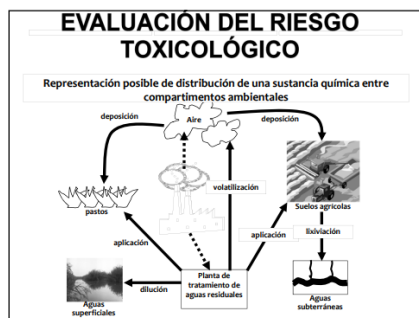 EVALUACIÓN DEL RIESGO
TOXICOLÓGICO
Representación posible de distribución de una sustancia química entre
compartimentos ambientales
deposición
Aire
deposición
volatilización
pastos
Suelos agrícolas
aplicación
aplicación
lixiviación
Planta de
tratamiento de
aguas residuales
dilución
Aguas
superficiales
Aguas
subterráneas